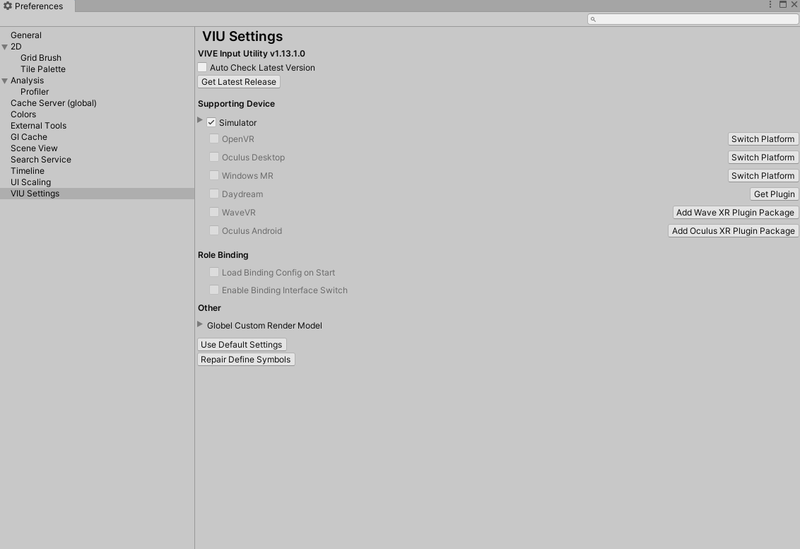 Preferences
General
2D
Grid Brush
Tile Palette
Analysis
Profiler
Cache Server (global)
Colors
External Tools
GI Cache
Scene View
Search Service
Timeline
UI Scaling
VIU Settings
VIU Settings
VIVE Input Utility v1.13.1.0
Auto Check Latest Version
Get Latest Release
Supporting Device
Simulator
OpenVR Switch Platform
Oculus Desktop Switch Platform
Windows MR Switch Platform
Daydream Get Plugin
WaveVR Add Wave XR Plugin Package
Oculus Android Add Oculus XR Plugin Package
Role Binding
Load Binding Config on Start
Enable Binding Interface Switch
Other
Globel Custom Render Model
Use Default Settings
Repair Define Symbols